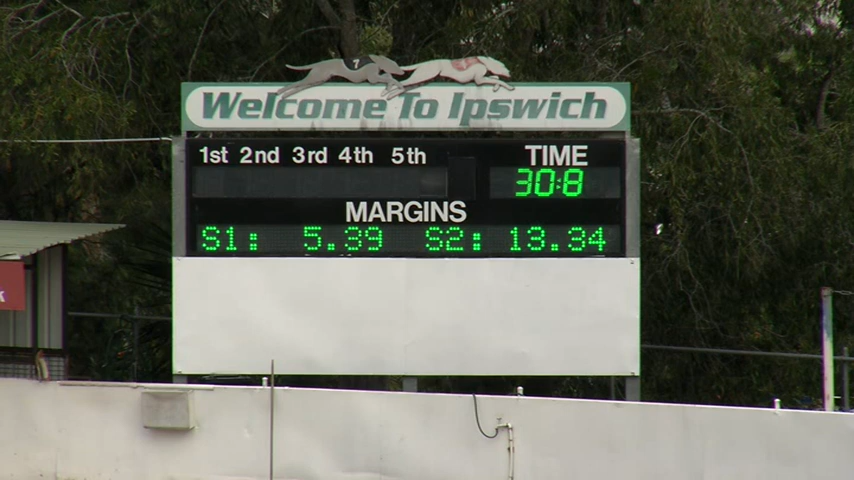 Welcome To Ipswich
1st 2nd 3rd 4th 5th TIME
30:8
MARGINS
S1: 5.39 S2: 13.34
k